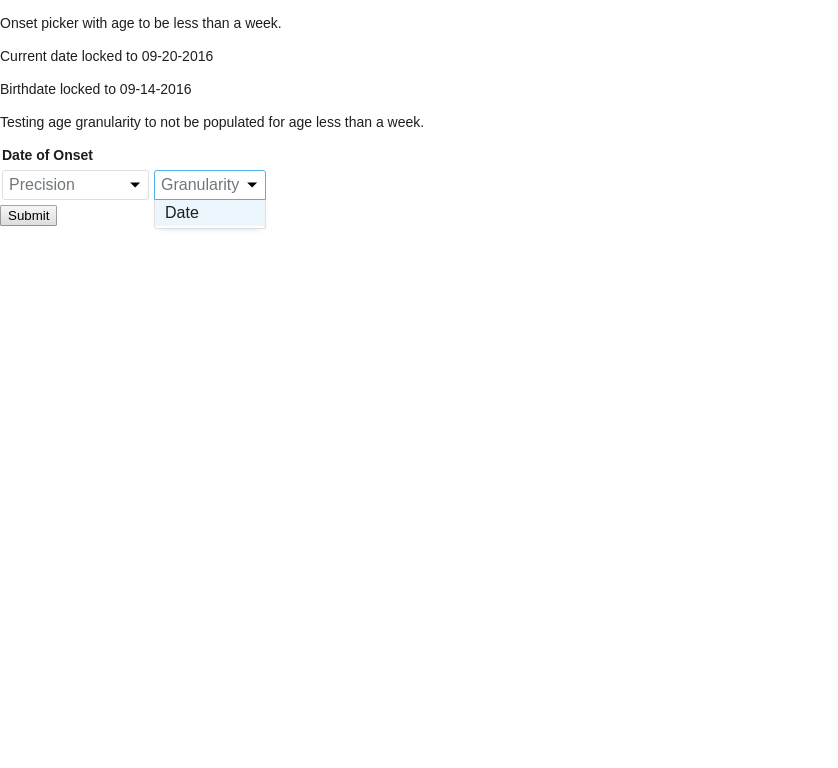 Onset picker with age to be less than a week.
Current date locked to 09-20-2016
Birthdate locked to 09-14-2016
Testing age granularity to not be populated for age less than a week.
Date of Onset
Precision Granularity
Date
Submit